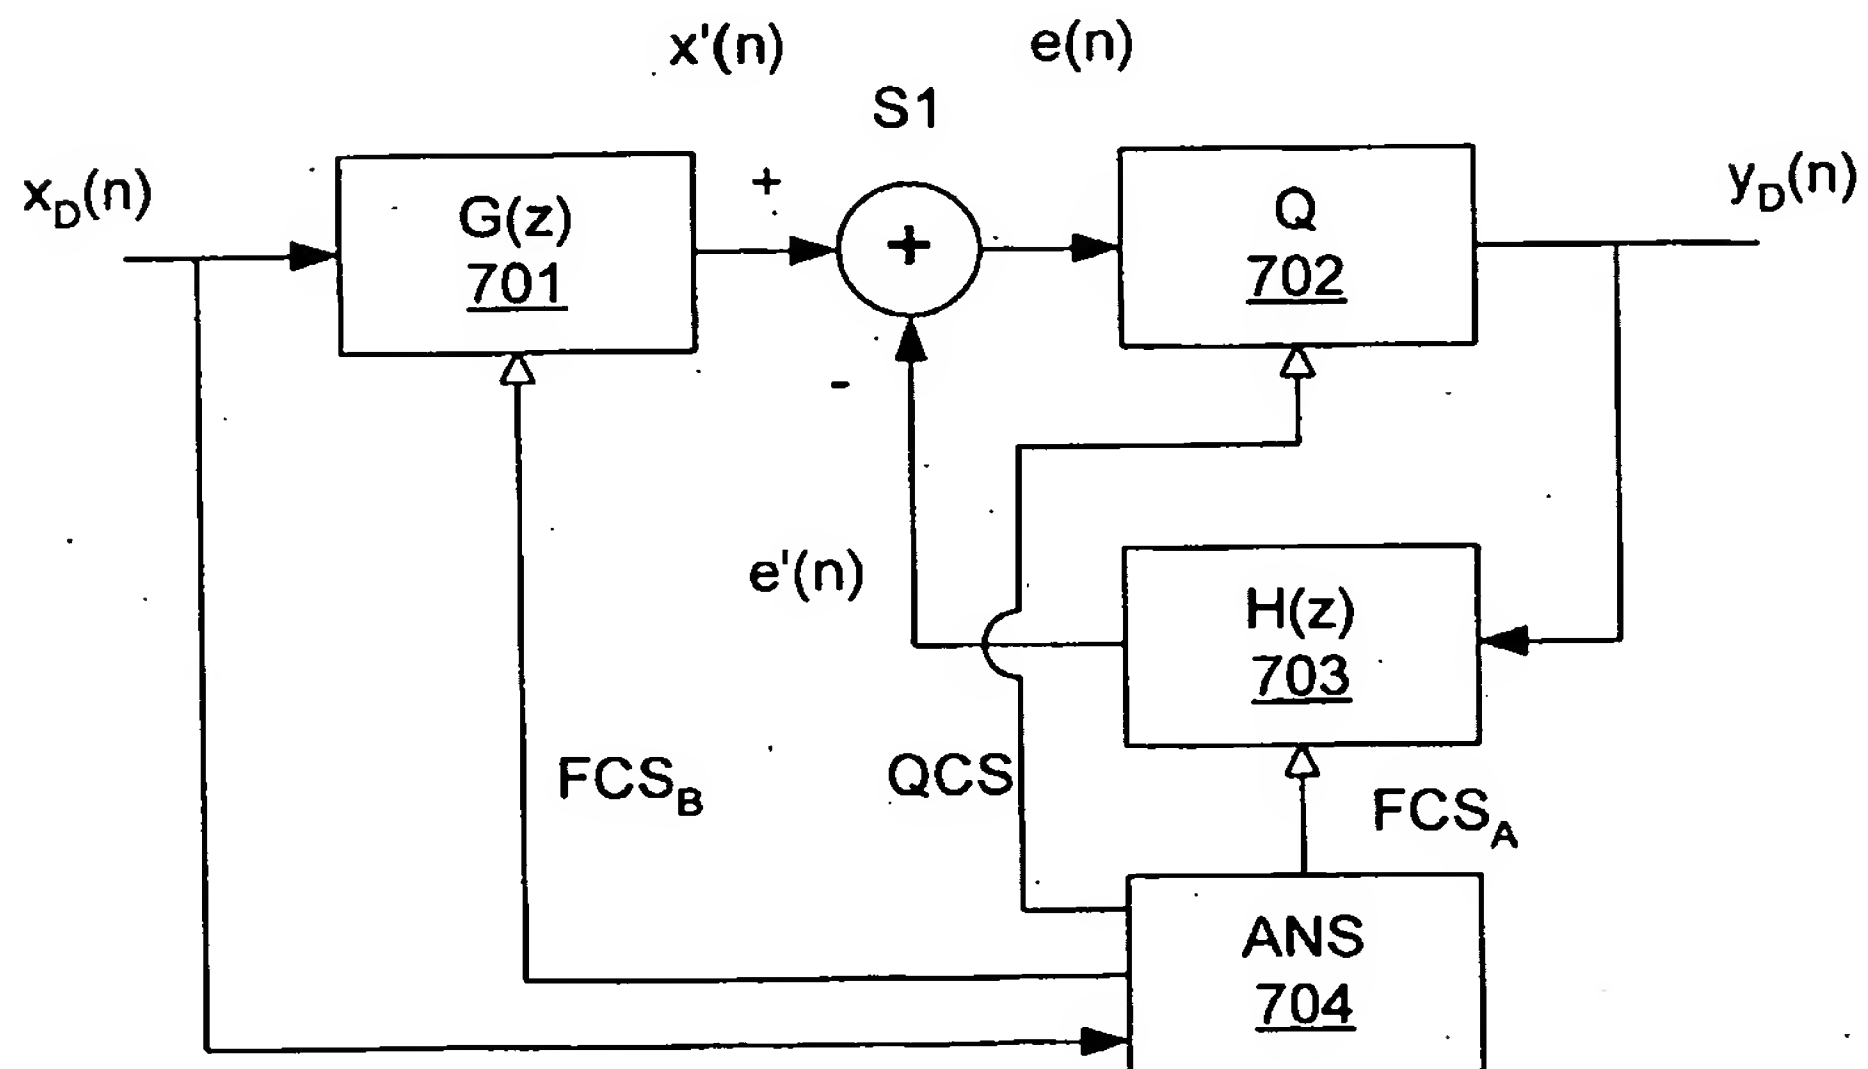 x'(n)
e(n)
S1
x_D(n)
G(z)
701
+
+
Q
702
y_D(n)
-
e'(n)
H(z)
703
FCS_B
QCS
FCS_A
ANS
704